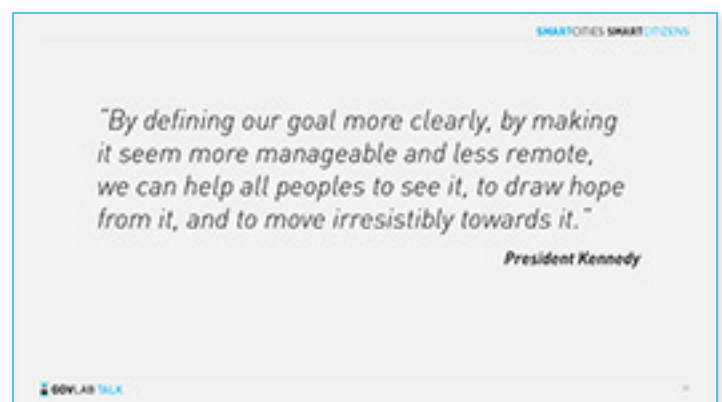 SMARTCITIES SMARTCITIZENS
"By defining our goal more clearly, by making
it seem more manageable and less remote,
we can help all peoples to see it, to draw hope
from it, and to move irresistibly towards it."
President Kennedy
GOVLAB TALK